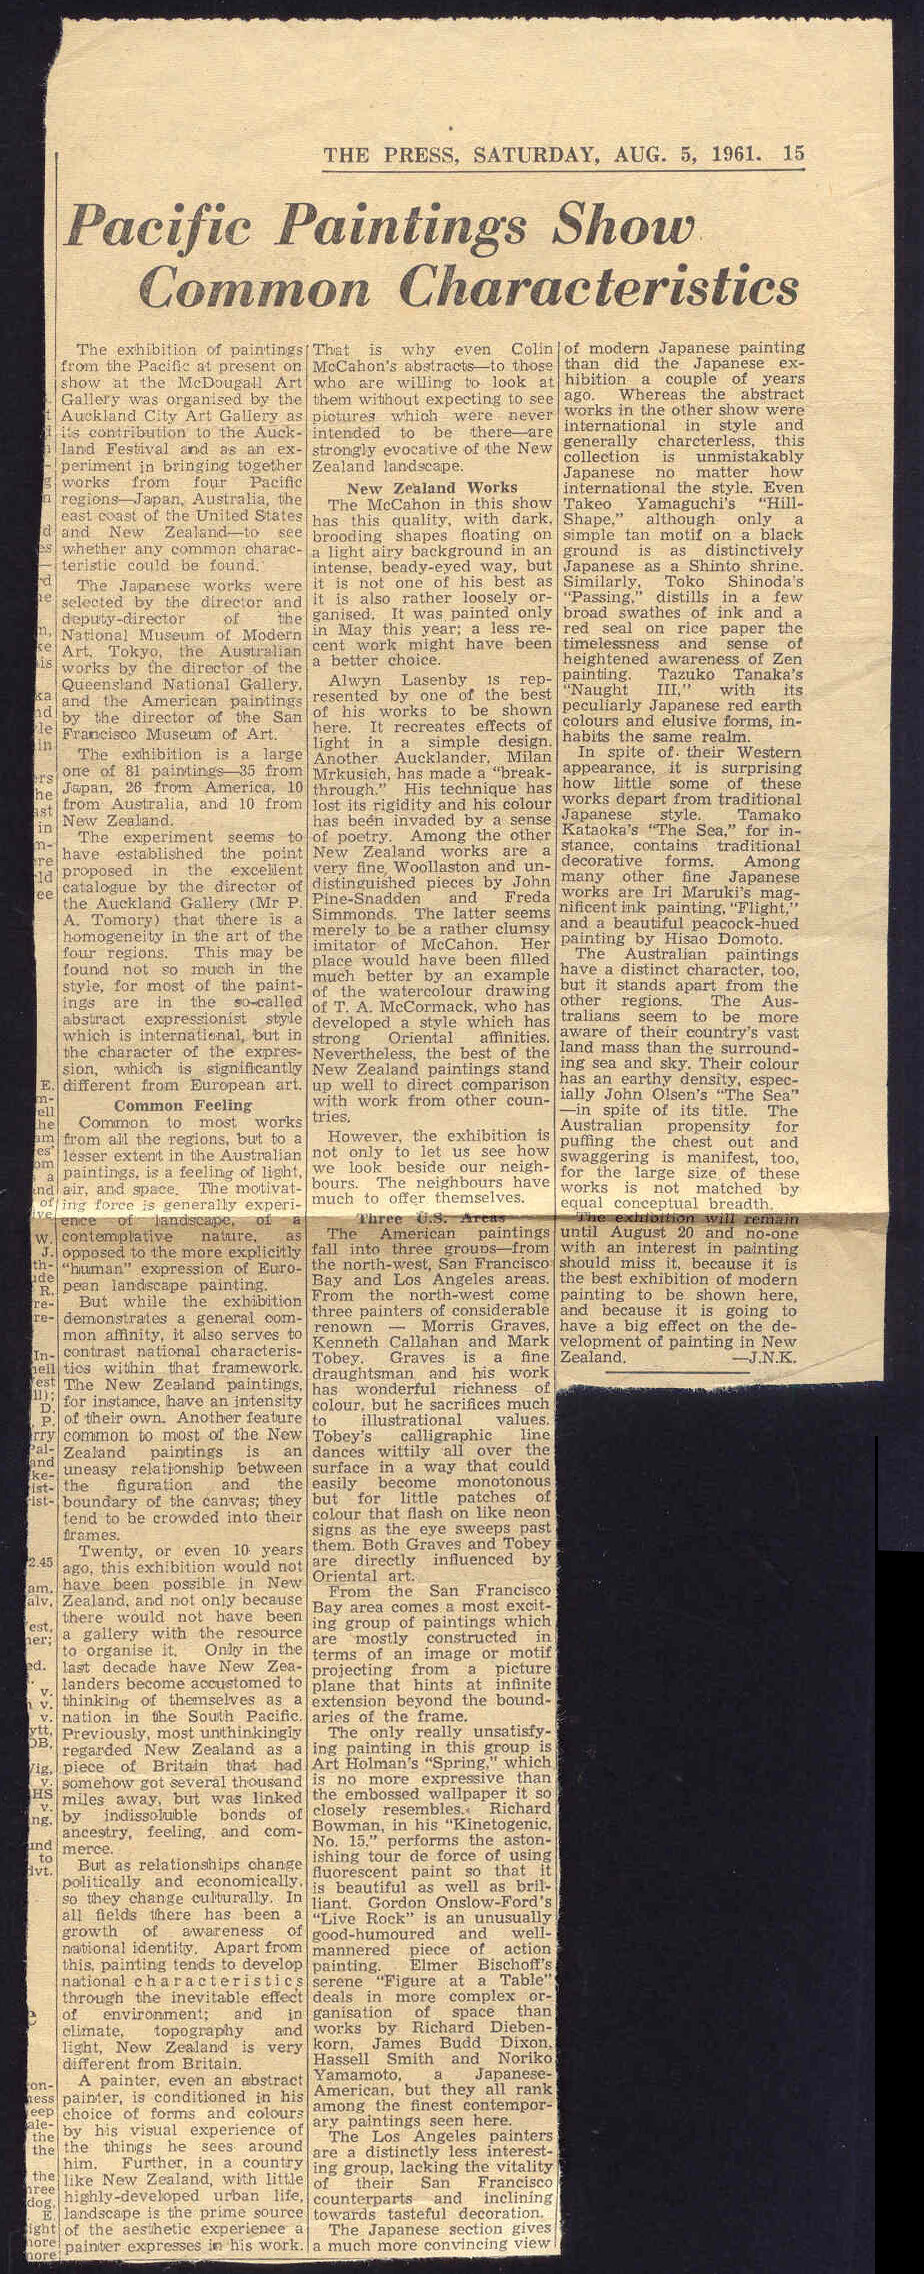 THE PRESS, SATURDAY, AUG. 5, 1961. 15
Pacific Paintings Show
Common Characteristics
The exhibition of paintings
from the Pacific at present on
show at the McDougall Art
Gallery was organised by the
Auckland City Art Gallery as
its contribution to the Auck-
land Festival and as an ex-
periment in bringing together
works from four Pacific
regions—Japan, Australia, the
east coast of the United States
and New Zealand—to see
whether any common charac-
teristic could be found.
The Japanese works were
selected by the director and
deputy-director of the
National Museum of Modern
Art, Tokyo, the Australian
works by the director of the
Queensland National Gallery,
and the American paintings
by the director of the San
Francisco Museum of Art.
The exhibition is a large
one of 81 paintings—35 from
Japan, 26 from America, 10
from Australia, and 10 from
New Zealand.
The experiment seems to
have established the point
proposed in the excellent
catalogue by the director of
the Auckland Gallery (Mr P.
A. Tomory) that there is a
homogeneity in the art of the
four regions. This may be
found not so much in the
style, for most of the paint-
ings are in the so-called
abstract expressionist style
which is international, but in
the character of the expres-
sion, which is significantly
different from European art.
Common Feeling
Common to most works
from all the regions, but to a
lesser extent in the Australian
paintings, is a feeling of light,
air, and space. The motivat-
ing force is generally experi-
ence of landscape, of a
contemplative nature, as
opposed to the more explicitly
"human" expression of Euro-
pean landscape painting.
But while the exhibition
demonstrates a general com-
mon affinity, it also serves to
contrast national characteris-
tics within that framework.
The New Zealand paintings,
for instance, have an intensity
of their own. Another feature
common to most of the New
Zealand paintings is an
uneasy relationship between
the figuration and the
boundary of the canvas; they
tend to be crowded into their
frames.
Twenty, or even 10 years
ago, this exhibition would not
have been possible in New
Zealand, and not only because
there would not have been
a gallery with the resource
to organise it. Only in the
last decade have New Zea-
landers become accustomed to
thinking of themselves as a
nation in the South Pacific.
Previously, most unthinkingly
regarded New Zealand as a
piece of Britain that had
somehow got several thousand
miles away, but was linked
by indissoluble bonds of
ancestry, feeling, and com-
merce.
But as relationships change
politically and economically,
so they change culturally. In
all fields there has been a
growth of awareness of
national identity. Apart from
this, painting tends to develop
national characteristics
through the inevitable effect
of environment; and in
climate, topography and
light, New Zealand is very
different from Britain.
A painter, even an abstract
painter, is conditioned in his
choice of forms and colours
by his visual experience of
the things he sees around
him. Further, in a country
like New Zealand, with little
highly-developed urban life,
landscape is the prime source
of the aesthetic experience a
painter expresses in his work.
That is why even Colin
McCahon's abstracts—to those
who are willing to look at
them without expecting to see
pictures which were never
intended to be there—are
strongly evocative of the New
Zealand landscape.
New Zealand Works
The McCahon in this show
has this quality, with dark,
brooding shapes floating on
a light airy background in an
intense, beady-eyed way, but
it is not one of his best as
it is also rather loosely or-
ganised. It was painted only
in May this year; a less re-
cent work might have been
a better choice.
Alwyn Lasenby is rep-
resented by one of the best
of his works to be shown
here. It recreates effects of
light in a simple design.
Another Aucklander, Milan
Mrkusich, has made a "break-
through." His technique has
lost its rigidity and his colour
has been invaded by a sense
of poetry. Among the other
New Zealand works are a
very fine Woollaston and un-
distinguished pieces by John
Pine-Snadden and Freda
Simmonds. The latter seems
merely to be a rather clumsy
imitator of McCahon. Her
place would have been filled
much better by an example
of the watercolour drawing
of T. A. McCormack, who has
developed a style which has
strong Oriental affinities.
Nevertheless, the best of the
New Zealand paintings stand
up well to direct comparison
with work from other coun-
tries.
However, the exhibition is
not only to let us see how
we look beside our neigh-
bours. The neighbours have
much to offer themselves.
Three U.S. Areas
The American paintings
fall into three groups—from
the north-west, San Francisco
Bay and Los Angeles areas.
From the north-west come
three painters of considerable
renown — Morris Graves,
Kenneth Callahan and Mark
Tobey. Graves is a fine
draughtsman and his work
has wonderful richness of
colour, but he sacrifices much
to illustrational values.
Tobey's calligraphic line
dances wittily all over the
surface in a way that could
easily become monotonous
but for little patches of
colour that flash on like neon
signs as the eye sweeps past
them. Both Graves and Tobey
are directly influenced by
Oriental art.
From the San Francisco
Bay area comes a most excit-
ing group of paintings which
are mostly constructed in
terms of an image or motif
projecting from a picture
plane that hints at infinite
extension beyond the bound-
aries of the frame.
The only really unsatisfy-
ing painting in this group is
Art Holman's "Spring," which
is no more expressive than
the embossed wallpaper it so
closely resembles. Richard
Bowman, in his "Kinetogenic,
No. 15," performs the aston-
ishing tour de force of using
fluorescent paint so that it
is beautiful as well as bril-
liant. Gordon Onslow-Ford's
"Live Rock" is an unusually
good-humoured and well-
mannered piece of action
painting. Elmer Bischoff's
serene "Figure at a Table"
deals in more complex or-
ganisation of space than
works by Richard Dieben-
korn, James Budd Dixon,
Hassell Smith and Noriko
Yamamoto, a Japanese-
American, but they all rank
among the finest contempor-
ary paintings seen here.
The Los Angeles painters
are a distinctly less interest-
ing group, lacking the vitality
of their San Francisco
counterparts and inclining
towards tasteful decoration.
The Japanese section gives
a much more convincing view
of modern Japanese painting
than did the Japanese ex-
hibition a couple of years
ago. Whereas the abstract
works in the other show were
international in style and
generally charcterless, this
collection is unmistakably
Japanese no matter how
international the style. Even
Takeo Yamaguchi's "Hill-
Shape," although only a
simple tan motif on a black
ground is as distinctively
Japanese as a Shinto shrine.
Similarly, Toko Shinoda's
"Passing," distills in a few
broad swathes of ink and a
red seal on rice paper the
timelessness and sense of
heightened awareness of Zen
painting. Tazuko Tanaka's
"Naught III," with its
peculiarly Japanese red earth
colours and elusive forms, in-
habits the same realm.
In spite of their Western
appearance, it is surprising
how little some of these
works depart from traditional
Japanese style. Tamako
Kataoka's "The Sea," for in-
stance, contains traditional
decorative forms. Among
many other fine Japanese
works are Iri Maruki's mag-
nificent ink painting, "Flight,"
and a beautiful peacock-hued
painting by Hisao Domoto.
The Australian paintings
have a distinct character, too,
but it stands apart from the
other regions. The Aus-
tralians seem to be more
aware of their country's vast
land mass than the surround-
ing sea and sky. Their colour
has an earthy density, espec-
ially John Olsen's "The Sea"
—in spite of its title. The
Australian propensity for
puffing the chest out and
swaggering is manifest, too,
for the large size of these
works is not matched by
equal conceptual breadth.
The exhibition will remain
until August 20 and no-one
with an interest in painting
should miss it, because it is
the best exhibition of modern
painting to be shown here,
and because it is going to
have a big effect on the de-
velopment of painting in New
Zealand. —J.N.K.